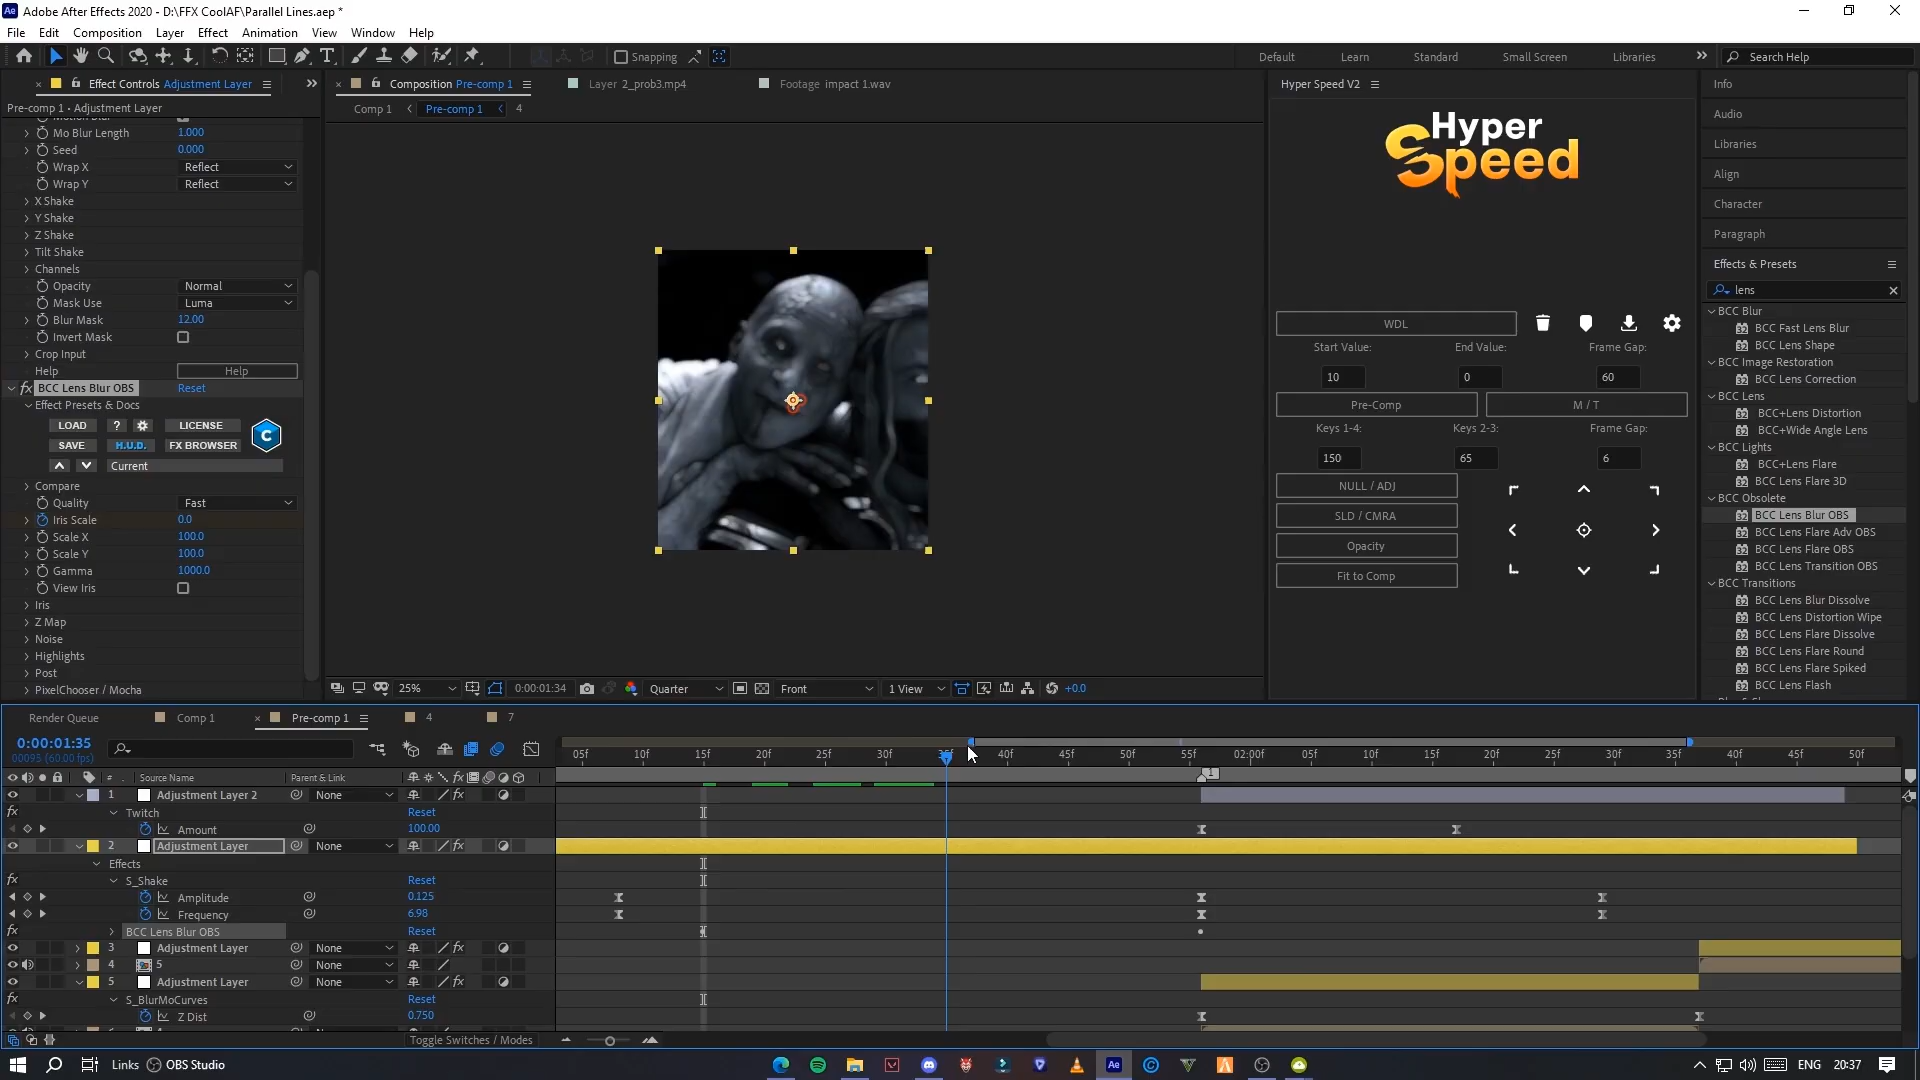 Adobe After Effects 2020 - D:\FFX CoolAF\Parallel Lines.aep *
File Edit Composition Layer Effect Animation View Window Help
Snapping
Default Learn Standard Small Screen Libraries
Search Help
Effect Controls Adjustment Layer
Composition Pre-comp 1
Layer 2_prob3.mp4
Footage impact 1.wav
Hyper Speed V2
Info
Pre-comp 1 • Adjustment Layer
Comp 1 Pre-comp 1 4
Audio
Libraries
Align
Character
Paragraph
Effects & Presets
lens
Mo Blur Length 1.000
Seed 0.000
Wrap X Reflect
Wrap Y Reflect
X Shake
Y Shake
Z Shake
Tilt Shake
Channels
Opacity Normal
Mask Use Luma
Blur Mask 12.00
Invert Mask
Crop Input
Help Help
fx BCC Lens Blur OBS Reset
Effect Presets & Docs
LOAD ? LICENSE
SAVE H.U.D. FX BROWSER
C
Current
Compare
Quality Fast
Iris Scale 0.0
Scale X 100.0
Scale Y 100.0
Gamma 1000.0
View Iris
Iris
Z Map
Noise
Highlights
Post
PixelChooser / Mocha
25% 0:00:01:34 Quarter Front 1 View +0.0
Hyper
Speed
WDL
Start Value: End Value: Frame Gap:
10 0 60
Pre-Comp M / T
Keys 1-4: Keys 2-3: Frame Gap:
150 65 6
NULL / ADJ
SLD / CMRA
Opacity
Fit to Comp
BCC Blur
BCC Fast Lens Blur
BCC Lens Shape
BCC Image Restoration
BCC Lens Correction
BCC Lens
BCC+Lens Distortion
BCC+Wide Angle Lens
BCC Lights
BCC+Lens Flare
BCC Lens Flare 3D
BCC Obsolete
BCC Lens Blur OBS
BCC Lens Flare Adv OBS
BCC Lens Flare OBS
BCC Lens Transition OBS
BCC Transitions
BCC Lens Blur Dissolve
BCC Lens Distortion Wipe
BCC Lens Flare Dissolve
BCC Lens Flare Round
BCC Lens Flare Spiked
BCC Lens Flash
Render Queue Comp 1 Pre-comp 1 4 7
0:00:01:35
00095 (60.00 fps)
05f 10f 15f 20f 25f 30f 35f 40f 45f 50f 55f 02:00f 05f 10f 15f 20f 25f 30f 35f 40f 45f 50f
# Source Name Parent & Link
1
1 Adjustment Layer 2 None
Twitch Reset
Amount 100.00
2 Adjustment Layer None
Effects
S_Shake Reset
Amplitude 0.125
Frequency 6.98
BCC Lens Blur OBS Reset
3 Adjustment Layer None
4 5 None
5 Adjustment Layer None
S_BlurMoCurves Reset
Z Dist 0.750
Toggle Switches / Modes
Links OBS Studio
Ae
ENG 20:37